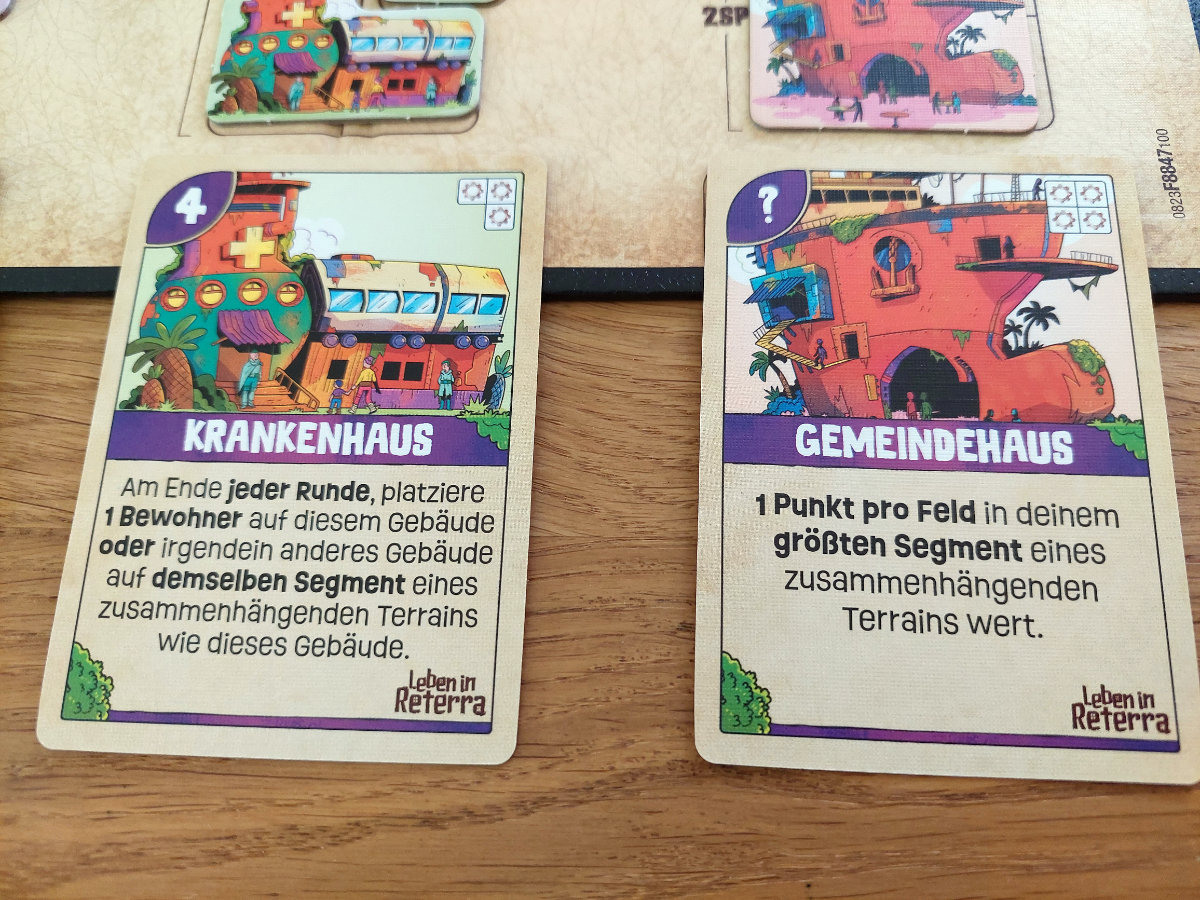 2SP
0823F8847100
4
KRANKENHAUS
Am Ende jeder Runde, platziere
1 Bewohner auf diesem Gebäude
oder irgendein anderes Gebäude
auf demselben Segment eines
zusammenhängenden Terrains
wie dieses Gebäude.
Leben in
Reterra
?
GEMEINDEHAUS
1 Punkt pro Feld in deinem
größten Segment eines
zusammenhängenden
Terrains wert.
Leben in
Reterra